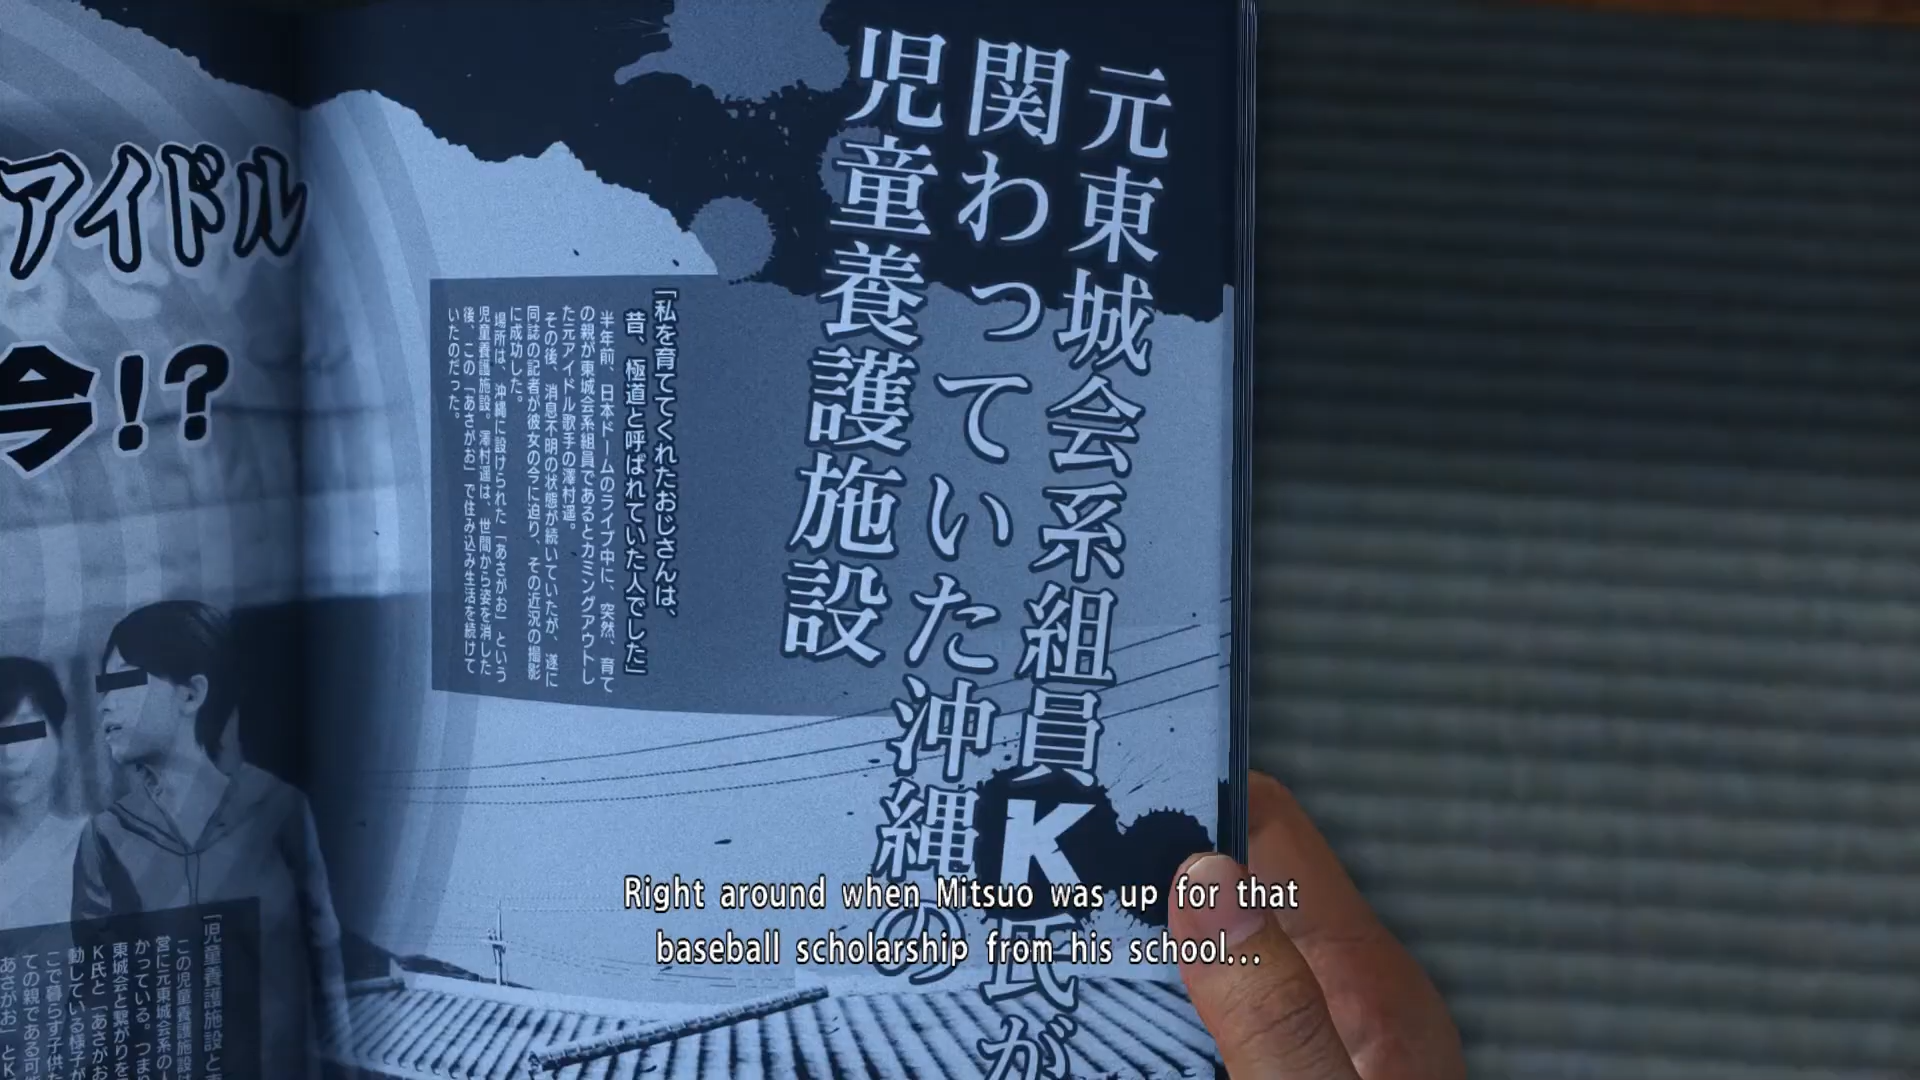 元東城会系組員K氏が
関わっていた沖縄の
児童養護施設
「私を育ててくれたおじさんは、
昔、極道と呼ばれていた人でした」
半年前、日本ドームのライブ中に、突然、育て
の親が東城会系組員であるとカミングアウトし
た元アイドル歌手の澤村遥。
その後、消息不明の状態が続いていたが、遂に
同誌の記者が彼女の今に迫り、その近況の撮影
に成功した。
場所は、沖縄に設けられた「あさがお」という
児童養護施設。澤村遥は、世間から姿を消した
後、この「あさがお」で住み込み生活を続けて
いたのだった。
アイドル
今!?
「児童養護施設と
この児童養護施設は
営に元東城会系の人
かっている。つまり
東城会と繋がりを
K氏と「あさがお
動している様子が
こで暮らす子供た
ての親である可能
あさがお」とK
Right around when Mitsuo was up for that
baseball scholarship from his school...